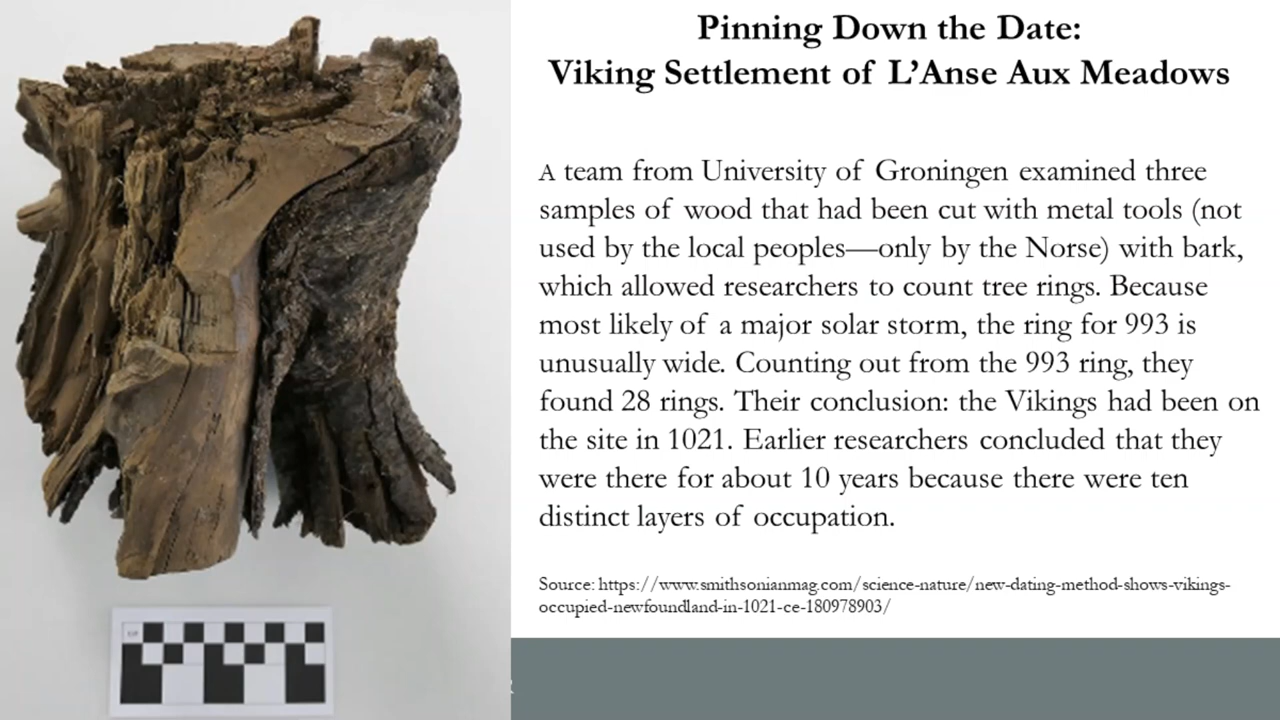 Pinning Down the Date:
Viking Settlement of L’Anse Aux Meadows
A team from University of Groningen examined three
samples of wood that had been cut with metal tools (not
used by the local peoples—only by the Norse) with bark,
which allowed researchers to count tree rings. Because
most likely of a major solar storm, the ring for 993 is
unusually wide. Counting out from the 993 ring, they
found 28 rings. Their conclusion: the Vikings had been on
the site in 1021. Earlier researchers concluded that they
were there for about 10 years because there were ten
distinct layers of occupation.
Source: https://www.smithsonianmag.com/science-nature/new-dating-method-shows-vikings-
occupied-newfoundland-in-1021-ce-180978903/